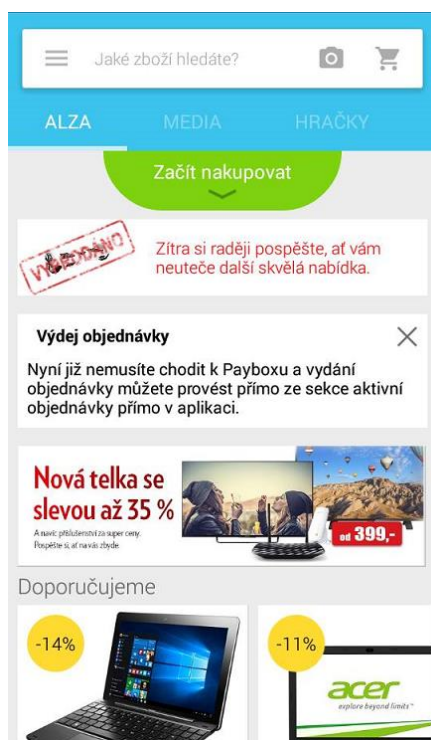 Jaké zboží hledáte?
ALZA MEDIA HRAČKY
Začít nakupovat
VYPRODÁNO
Zítra si raději pospěšte, ať vám
neuteče další skvělá nabídka.
Výdej objednávky
Nyní již nemusíte chodit k Payboxu a vydání
objednávky můžete provést přímo ze sekce aktivní
objednávky přímo v aplikaci.
Nová telka se
slevou až 35 %
A navíc příslušenství za super ceny.
Pospěšte si, ať na vás zbyde.
od 399,-
Doporučujeme
-14%
-11%
acer
explore beyond limits™